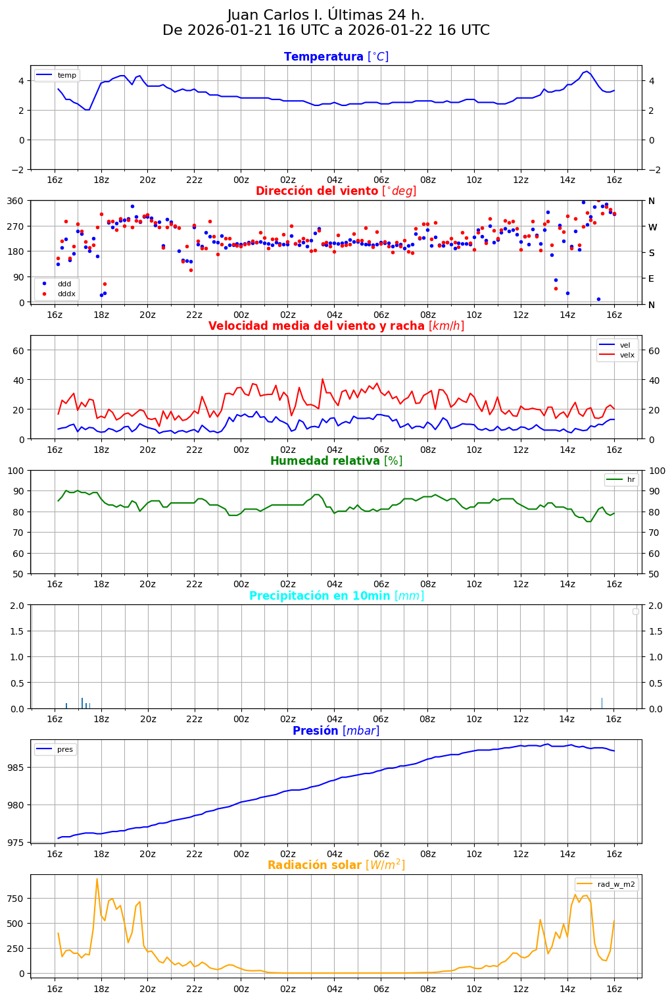 Juan Carlos I. Últimas 24 h.
De 2026-01-21 16 UTC a 2026-01-22 16 UTC
Temperatura [°C]
temp
4 4
2 2
0 0
−2 −2
16z 18z 20z 22z 00z 02z 04z 06z 08z 10z 12z 14z 16z
Dirección del viento [°deg]
360 N
270 W
180 S
90 E
0 N
ddd
dddx
16z 18z 20z 22z 00z 02z 04z 06z 08z 10z 12z 14z 16z
Velocidad media del viento y racha [km/h]
vel
velx
60 60
40 40
20 20
0 0
16z 18z 20z 22z 00z 02z 04z 06z 08z 10z 12z 14z 16z
Humedad relativa [%]
hr
100 100
90 90
80 80
70 70
60 60
50 50
16z 18z 20z 22z 00z 02z 04z 06z 08z 10z 12z 14z 16z
Precipitación en 10min [mm]
2.0 2.0
1.5 1.5
1.0 1.0
0.5 0.5
0.0 0.0
16z 18z 20z 22z 00z 02z 04z 06z 08z 10z 12z 14z 16z
Presión [mbar]
pres
985
980
975
16z 18z 20z 22z 00z 02z 04z 06z 08z 10z 12z 14z 16z
Radiación solar [W/m²]
rad_w_m2
750
500
250
0
16z 18z 20z 22z 00z 02z 04z 06z 08z 10z 12z 14z 16z